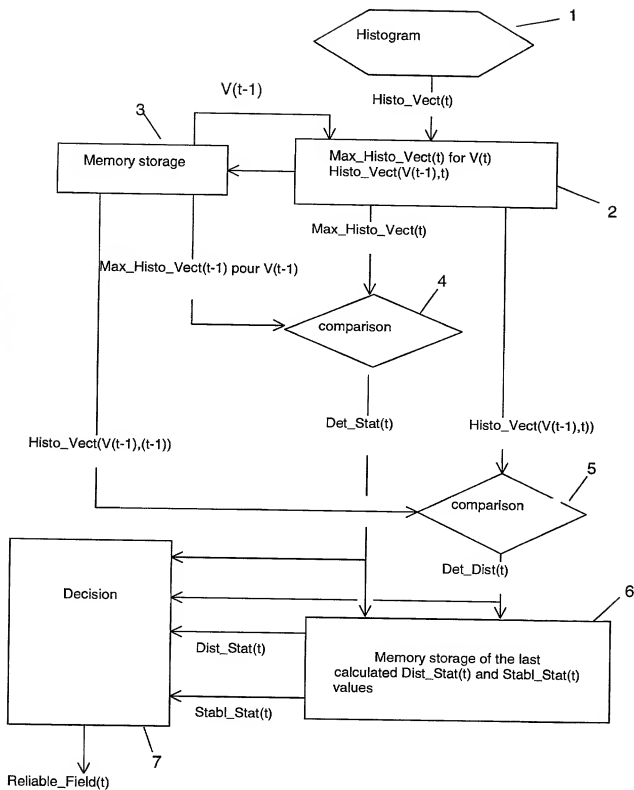 1
Histogram
Histo_Vect(t)
V(t-1)
3
Memory storage
Max_Histo_Vect(t) for V(t)
Histo_Vect(V(t-1),t)
2
Max_Histo_Vect(t)
Max_Histo_Vect(t-1) pour V(t-1)
4
comparison
Det_Stat(t)
Histo_Vect(V(t-1),t))
Histo_Vect(V(t-1),(t-1))
5
comparison
Det_Dist(t)
6
Decision
Dist_Stat(t)
Memory storage of the last
calculated Dist_Stat(t) and Stabl_Stat(t)
values
Stabl_Stat(t)
7
Reliable_Field(t)